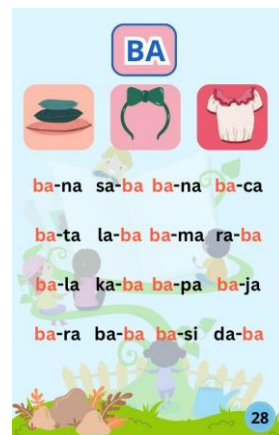 BA
ba-na sa-ba ba-na ba-ca
ba-ta la-ba ba-ma ra-ba
ba-la ka-ba ba-pa ba-ja
ba-ra ba-ba ba-si da-ba
28